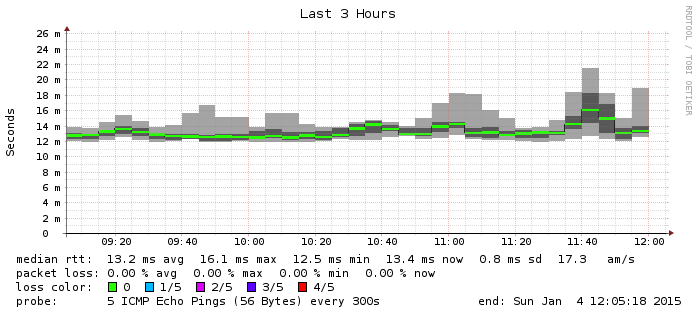 Last 3 Hours
RRDTOOL / TOBI OETIKER
Seconds
26 m
24 m
22 m
20 m
18 m
16 m
14 m
12 m
10 m
8 m
6 m
4 m
2 m
0
09:20 09:40 10:00 10:20 10:40 11:00 11:20 11:40 12:00
median rtt: 13.2 ms avg 16.1 ms max 12.5 ms min 13.4 ms now 0.8 ms sd 17.3 am/s
packet loss: 0.00 % avg 0.00 % max 0.00 % min 0.00 % now
loss color: 0 1/5 2/5 3/5 4/5
probe: 5 ICMP Echo Pings (56 Bytes) every 300s end: Sun Jan 4 12:05:18 2015